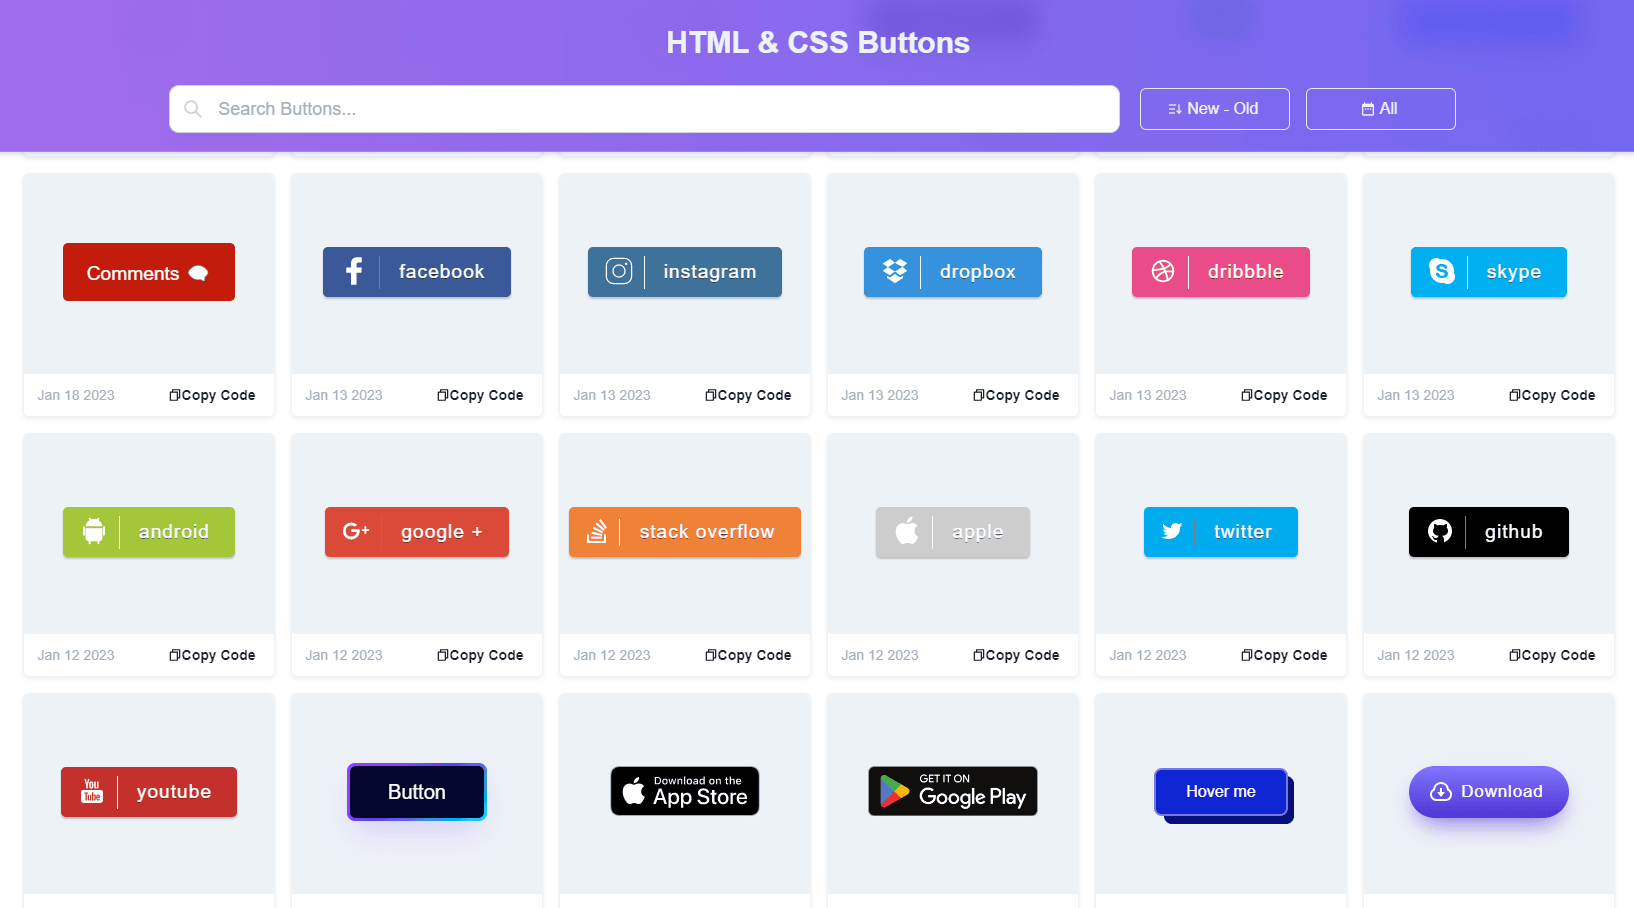 HTML & CSS Buttons
Search Buttons...
New - Old
All
Comments
facebook
instagram
dropbox
dribbble
skype
Jan 18 2023 Copy Code
Jan 13 2023 Copy Code
Jan 13 2023 Copy Code
Jan 13 2023 Copy Code
Jan 13 2023 Copy Code
Jan 13 2023 Copy Code
android
G+ google +
stack overflow
apple
twitter
github
Jan 12 2023 Copy Code
Jan 12 2023 Copy Code
Jan 12 2023 Copy Code
Jan 12 2023 Copy Code
Jan 12 2023 Copy Code
Jan 12 2023 Copy Code
You
Tube
youtube
Button
Download on the
App Store
GET IT ON
Google Play
Hover me
Download